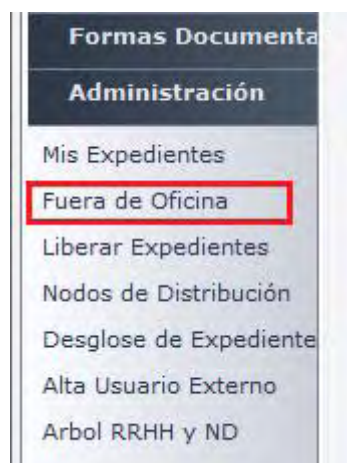 Formas Documenta
Administración
Mis Expedientes
Fuera de Oficina
Liberar Expedientes
Nodos de Distribución
Desglose de Expediente
Alta Usuario Externo
Arbol RRHH y ND